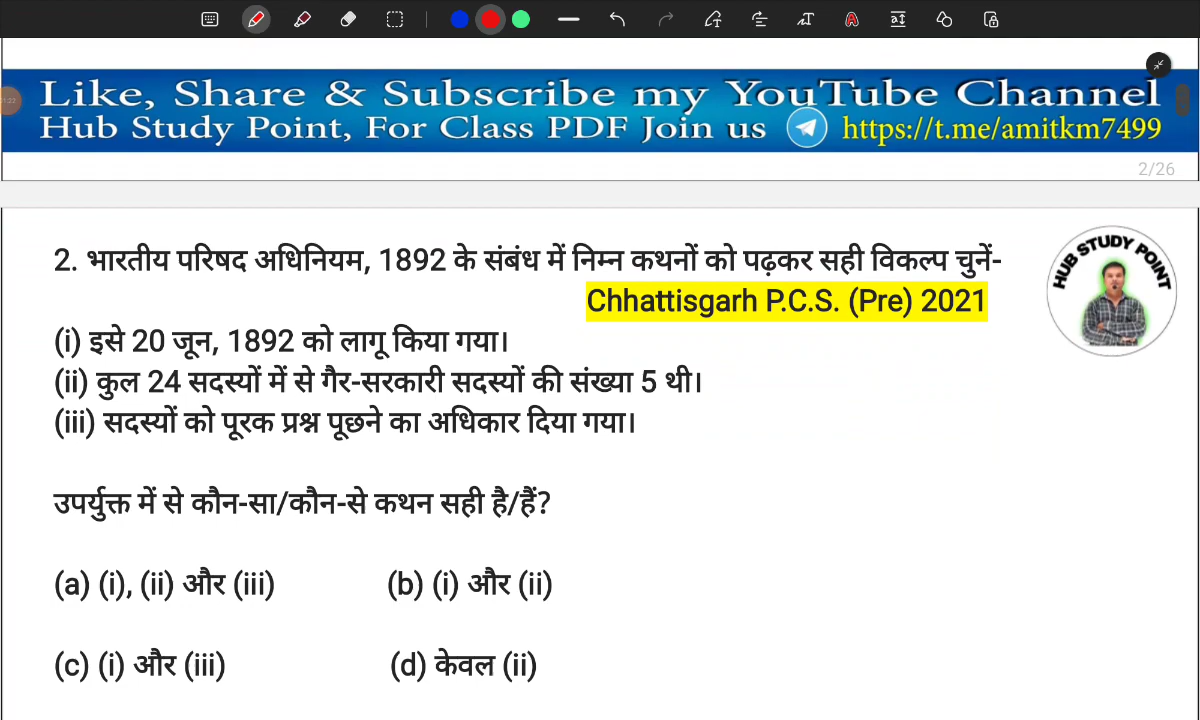 Like, Share & Subscribe my YouTube Channel
Hub Study Point, For Class PDF Join us https://t.me/amitkm7499
2/26
2. भारतीय परिषद अधिनियम, 1892 के संबंध में निम्न कथनों को पढ़कर सही विकल्प चुनें-
Chhattisgarh P.C.S. (Pre) 2021
HUB STUDY POINT
(i) इसे 20 जून, 1892 को लागू किया गया।
(ii) कुल 24 सदस्यों में से गैर-सरकारी सदस्यों की संख्या 5 थी।
(iii) सदस्यों को पूरक प्रश्न पूछने का अधिकार दिया गया।
उपर्युक्त में से कौन-सा/कौन-से कथन सही है/हैं?
(a) (i), (ii) और (iii) (b) (i) और (ii)
(c) (i) और (iii) (d) केवल (ii)